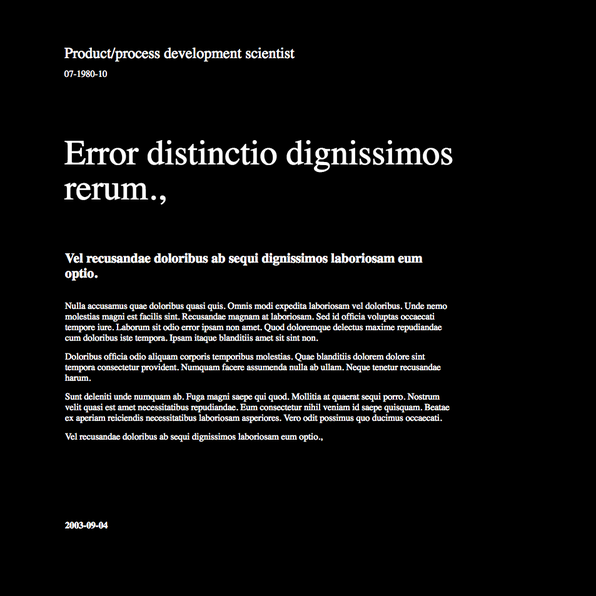 Product/process development scientist
07-1980-10
Error distinctio dignissimos
rerum.,
Vel recusandae doloribus ab sequi dignissimos laboriosam eum
optio.
Nulla accusamus quae doloribus quasi quis. Omnis modi expedita laboriosam vel doloribus. Unde nemo
molestias magni est facilis sint. Recusandae magnam at laboriosam. Sed id officia voluptas occaecati
tempore iure. Laborum sit odio error ipsam non amet. Quod doloremque delectus maxime repudiandae
cum doloribus iste tempora. Ipsam itaque blanditiis amet sit sint non.
Doloribus officia odio aliquam corporis temporibus molestias. Quae blanditiis dolorem dolore sint
tempora consectetur provident. Numquam facere assumenda nulla ab ullam. Neque tenetur recusandae
harum.
Sunt deleniti unde numquam ab. Fuga magni saepe qui quod. Mollitia at quaerat sequi porro. Nostrum
velit quasi est amet necessitatibus repudiandae. Eum consectetur nihil veniam id saepe quisquam. Beatae
ex aperiam reiciendis necessitatibus laboriosam asperiores. Vero odit possimus quo ducimus occaecati.
Vel recusandae doloribus ab sequi dignissimos laboriosam eum optio.,
2003-09-04